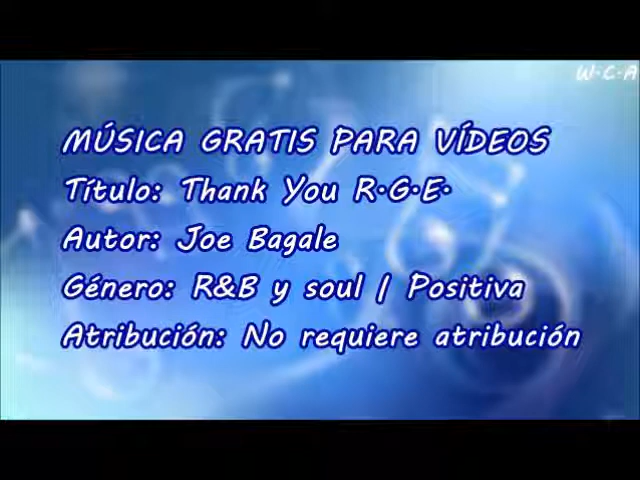 W·C·A
MÚSICA GRATIS PARA VÍDEOS
Título: Thank You R·G·E·
Autor: Joe Bagale
Género: R&B y soul | Positiva
Atribución: No requiere atribución